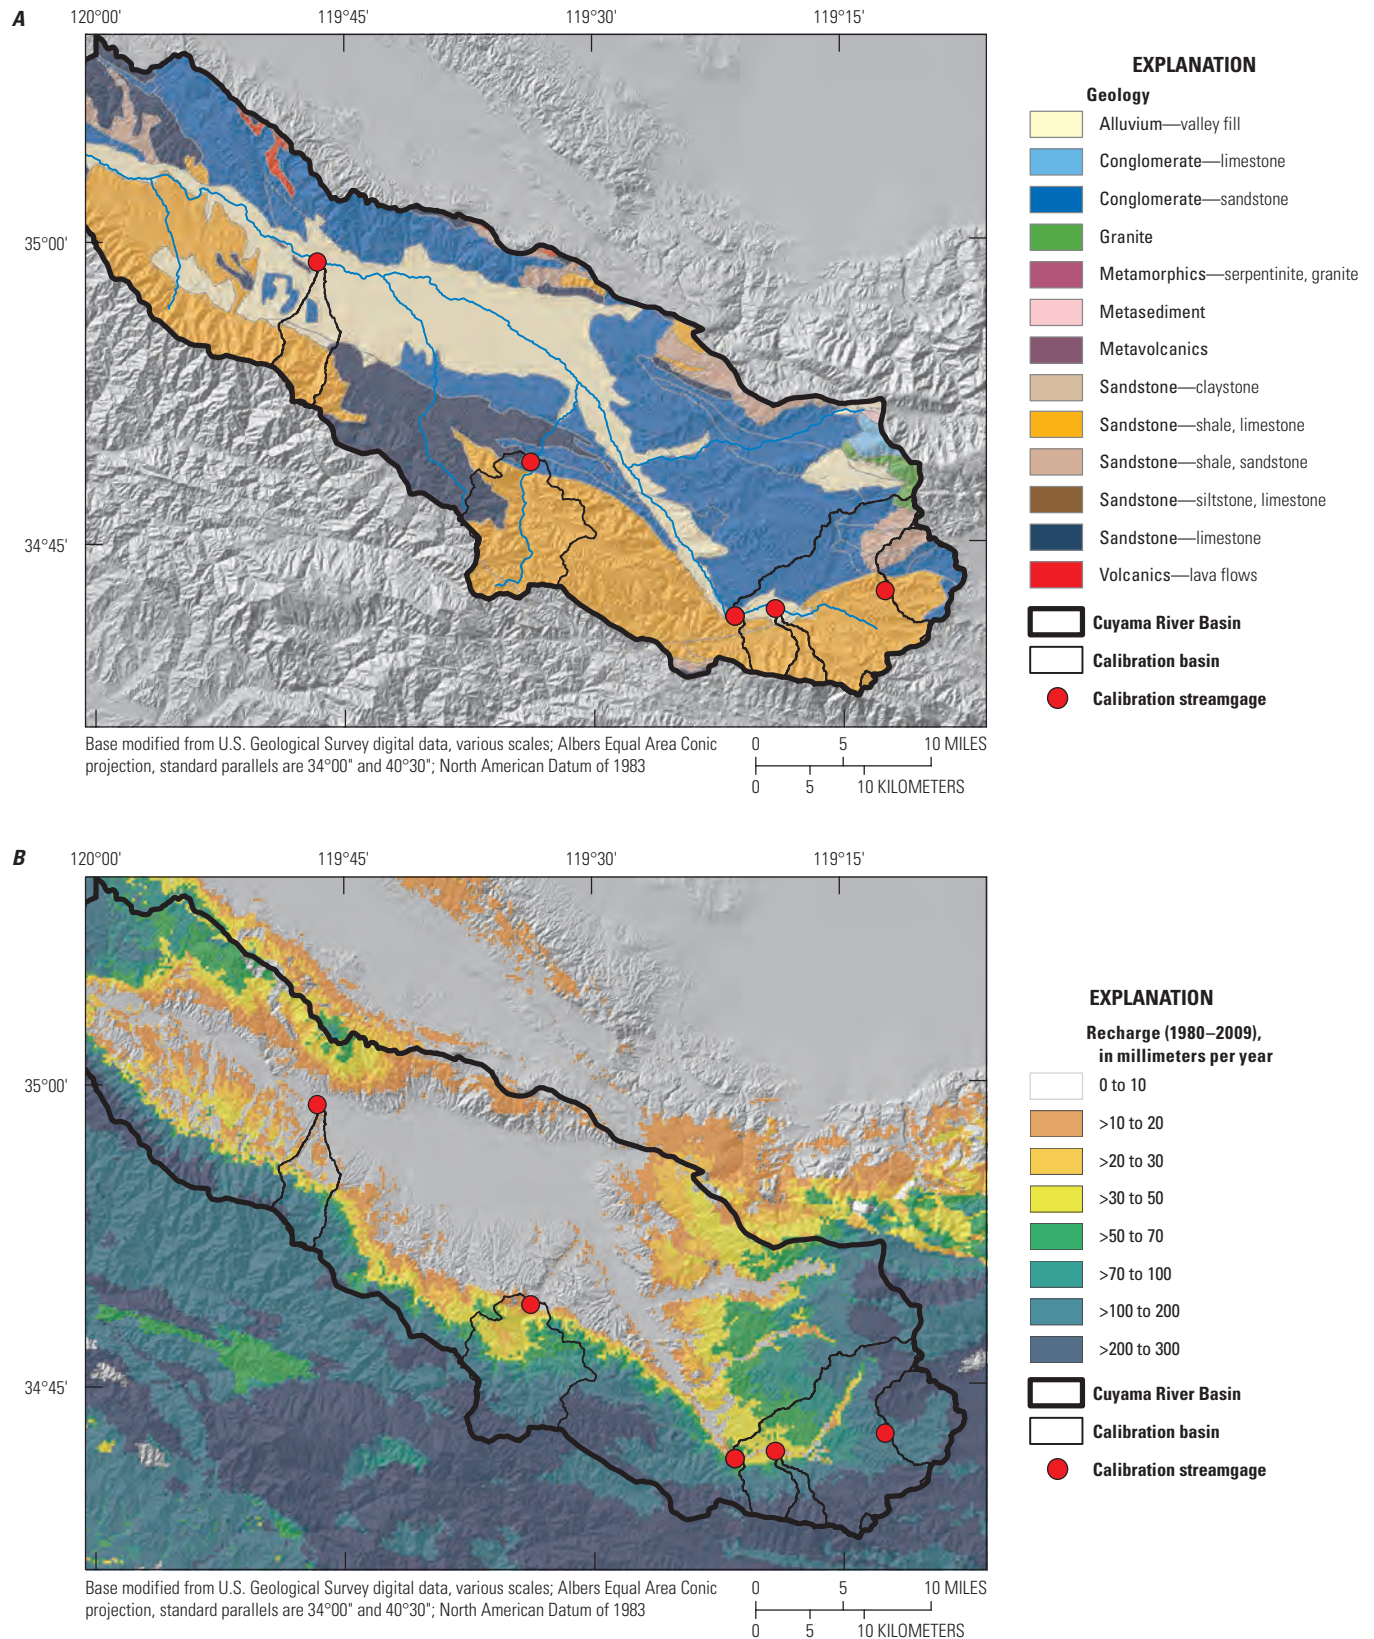 A
120°00'
119°45'
119°30'
119°15'
35°00'
34°45'
EXPLANATION
Geology
Alluvium—valley fill
Conglomerate—limestone
Conglomerate—sandstone
Granite
Metamorphics—serpentinite, granite
Metasediment
Metavolcanics
Sandstone—claystone
Sandstone—shale, limestone
Sandstone—shale, sandstone
Sandstone—siltstone, limestone
Sandstone—limestone
Volcanics—lava flows
Cuyama River Basin
Calibration basin
Calibration streamgage
Base modified from U.S. Geological Survey digital data, various scales; Albers Equal Area Conic
projection, standard parallels are 34°00" and 40°30"; North American Datum of 1983
0 5 10 MILES
0 5 10 KILOMETERS
B
120°00'
119°45'
119°30'
119°15'
35°00'
34°45'
EXPLANATION
Recharge (1980–2009),
in millimeters per year
0 to 10
>10 to 20
>20 to 30
>30 to 50
>50 to 70
>70 to 100
>100 to 200
>200 to 300
Cuyama River Basin
Calibration basin
Calibration streamgage
Base modified from U.S. Geological Survey digital data, various scales; Albers Equal Area Conic
projection, standard parallels are 34°00" and 40°30"; North American Datum of 1983
0 5 10 MILES
0 5 10 KILOMETERS